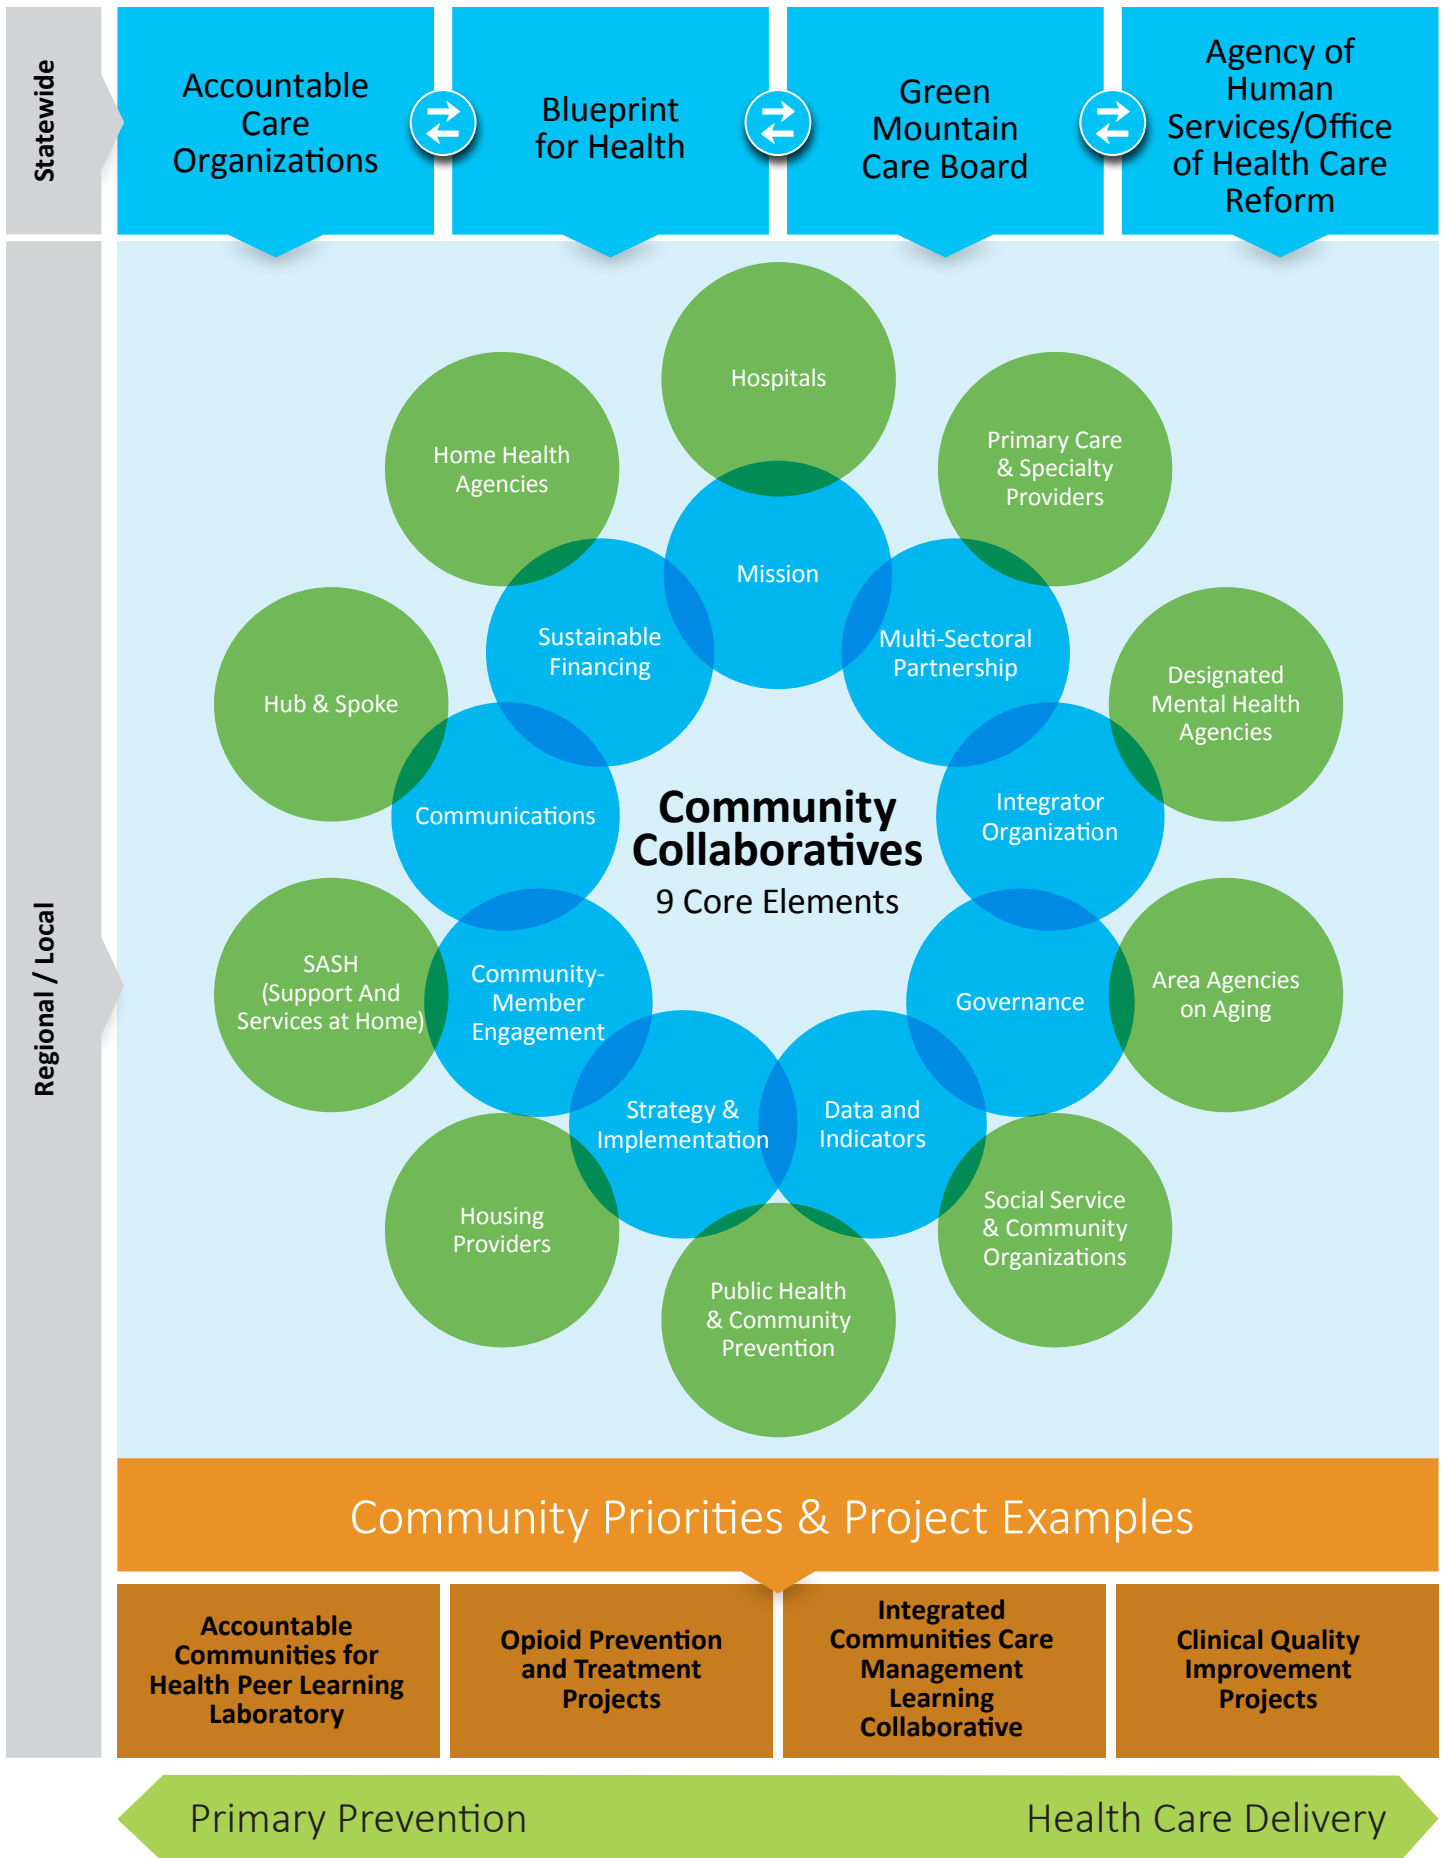 Statewide
Accountable
Care
Organizations
Blueprint
for Health
Green
Mountain
Care Board
Agency of
Human
Services/Office
of Health Care
Reform
Regional / Local
Hospitals
Home Health
Agencies
Primary Care
& Specialty
Providers
Mission
Sustainable
Financing
Multi-Sectoral
Partnership
Hub & Spoke
Designated
Mental Health
Agencies
Communications
Community
Collaboratives
9 Core Elements
Integrator
Organization
SASH
(Support And
Services at Home)
Community-
Member
Engagement
Governance
Area Agencies
on Aging
Strategy &
Implementation
Data and
Indicators
Housing
Providers
Social Service
& Community
Organizations
Public Health
& Community
Prevention
Community Priorities & Project Examples
Accountable
Communities for
Health Peer Learning
Laboratory
Opioid Prevention
and Treatment
Projects
Integrated
Communities Care
Management
Learning
Collaborative
Clinical Quality
Improvement
Projects
Primary Prevention
Health Care Delivery